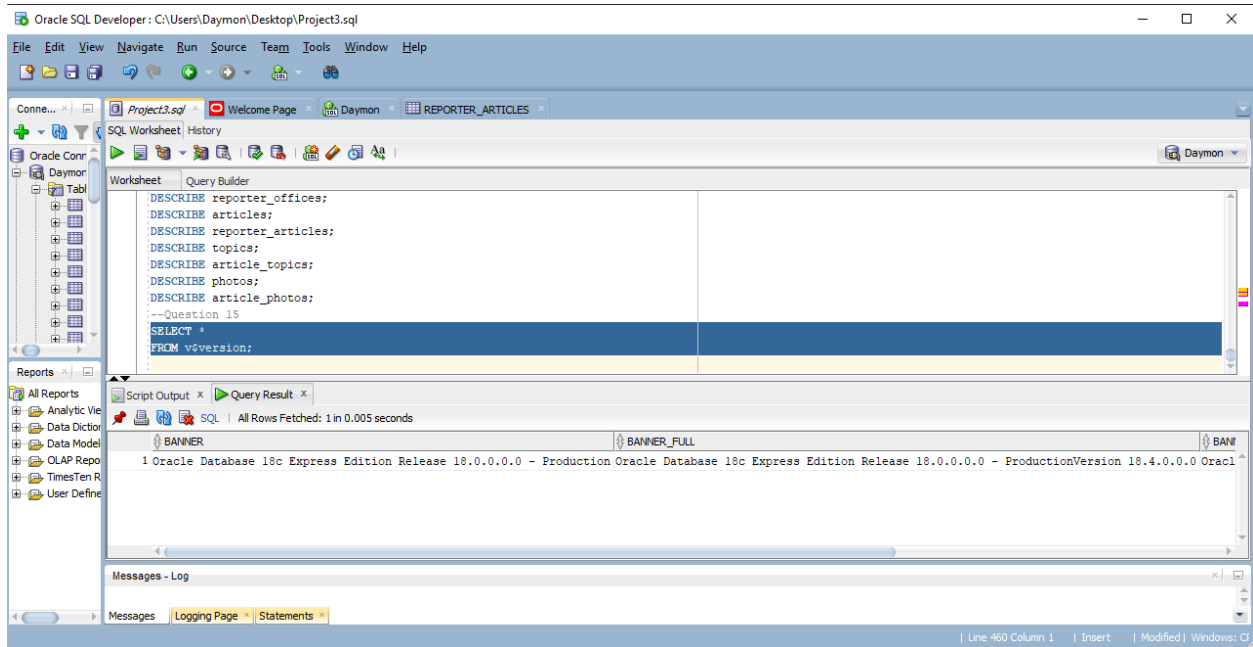 Oracle SQL Developer : C:\Users\Daymon\Desktop\Project3.sql
File Edit View Navigate Run Source Team Tools Window Help
Conne...
Project3.sql
Welcome Page
Daymon
REPORTER_ARTICLES
SQL Worksheet History
Oracle Conr
Daymon
Daymor
Tabl
Worksheet Query Builder
DESCRIBE reporter_offices;
DESCRIBE articles;
DESCRIBE reporter_articles;
DESCRIBE topics;
DESCRIBE article_topics;
DESCRIBE photos;
DESCRIBE article_photos;
--Question 15
SELECT *
FROM v$version;
Reports
All Reports
Analytic Vie
Data Diction
Data Model
OLAP Repo
TimesTen R
User Define
Script Output x Query Result x
SQL | All Rows Fetched: 1 in 0.005 seconds
BANNER BANNER_FULL BANN
1 Oracle Database 18c Express Edition Release 18.0.0.0.0 - Production Oracle Database 18c Express Edition Release 18.0.0.0.0 - ProductionVersion 18.4.0.0.0 Oracl
Messages - Log
Messages Logging Page Statements
| Line 460 Column 1 | Insert | Modified | Windows: Cl